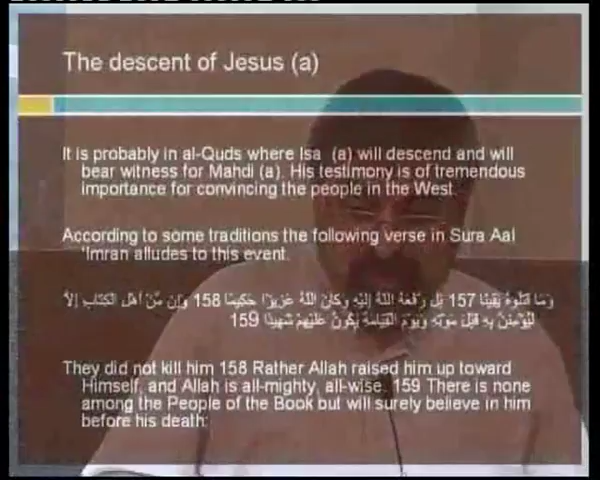 The descent of Jesus (a)
It is probably in al-Quds where Isa (a) will descend and will
bear witness for Mahdi (a). His testimony is of tremendous
importance for convincing the people in the West.
According to some traditions the following verse in Sura Aal
'Imran alludes to this event.
وَمَا قَتَلُوهُ يَقِينًا 157 بَل رَّفَعَهُ اللّهُ إِلَيْهِ وَكَانَ اللّهُ عَزِيزًا حَكِيمًا 158 وَإِن مِّنْ أَهْلِ الْكِتَابِ إِلاَّ
لَيُؤْمِنَنَّ بِهِ قَبْلَ مَوْتِهِ وَيَوْمَ الْقِيَامَةِ يَكُونُ عَلَيْهِمْ شَهِيدًا 159
They did not kill him 158 Rather Allah raised him up toward
Himself, and Allah is all-mighty, all-wise. 159 There is none
among the People of the Book but will surely believe in him
before his death: